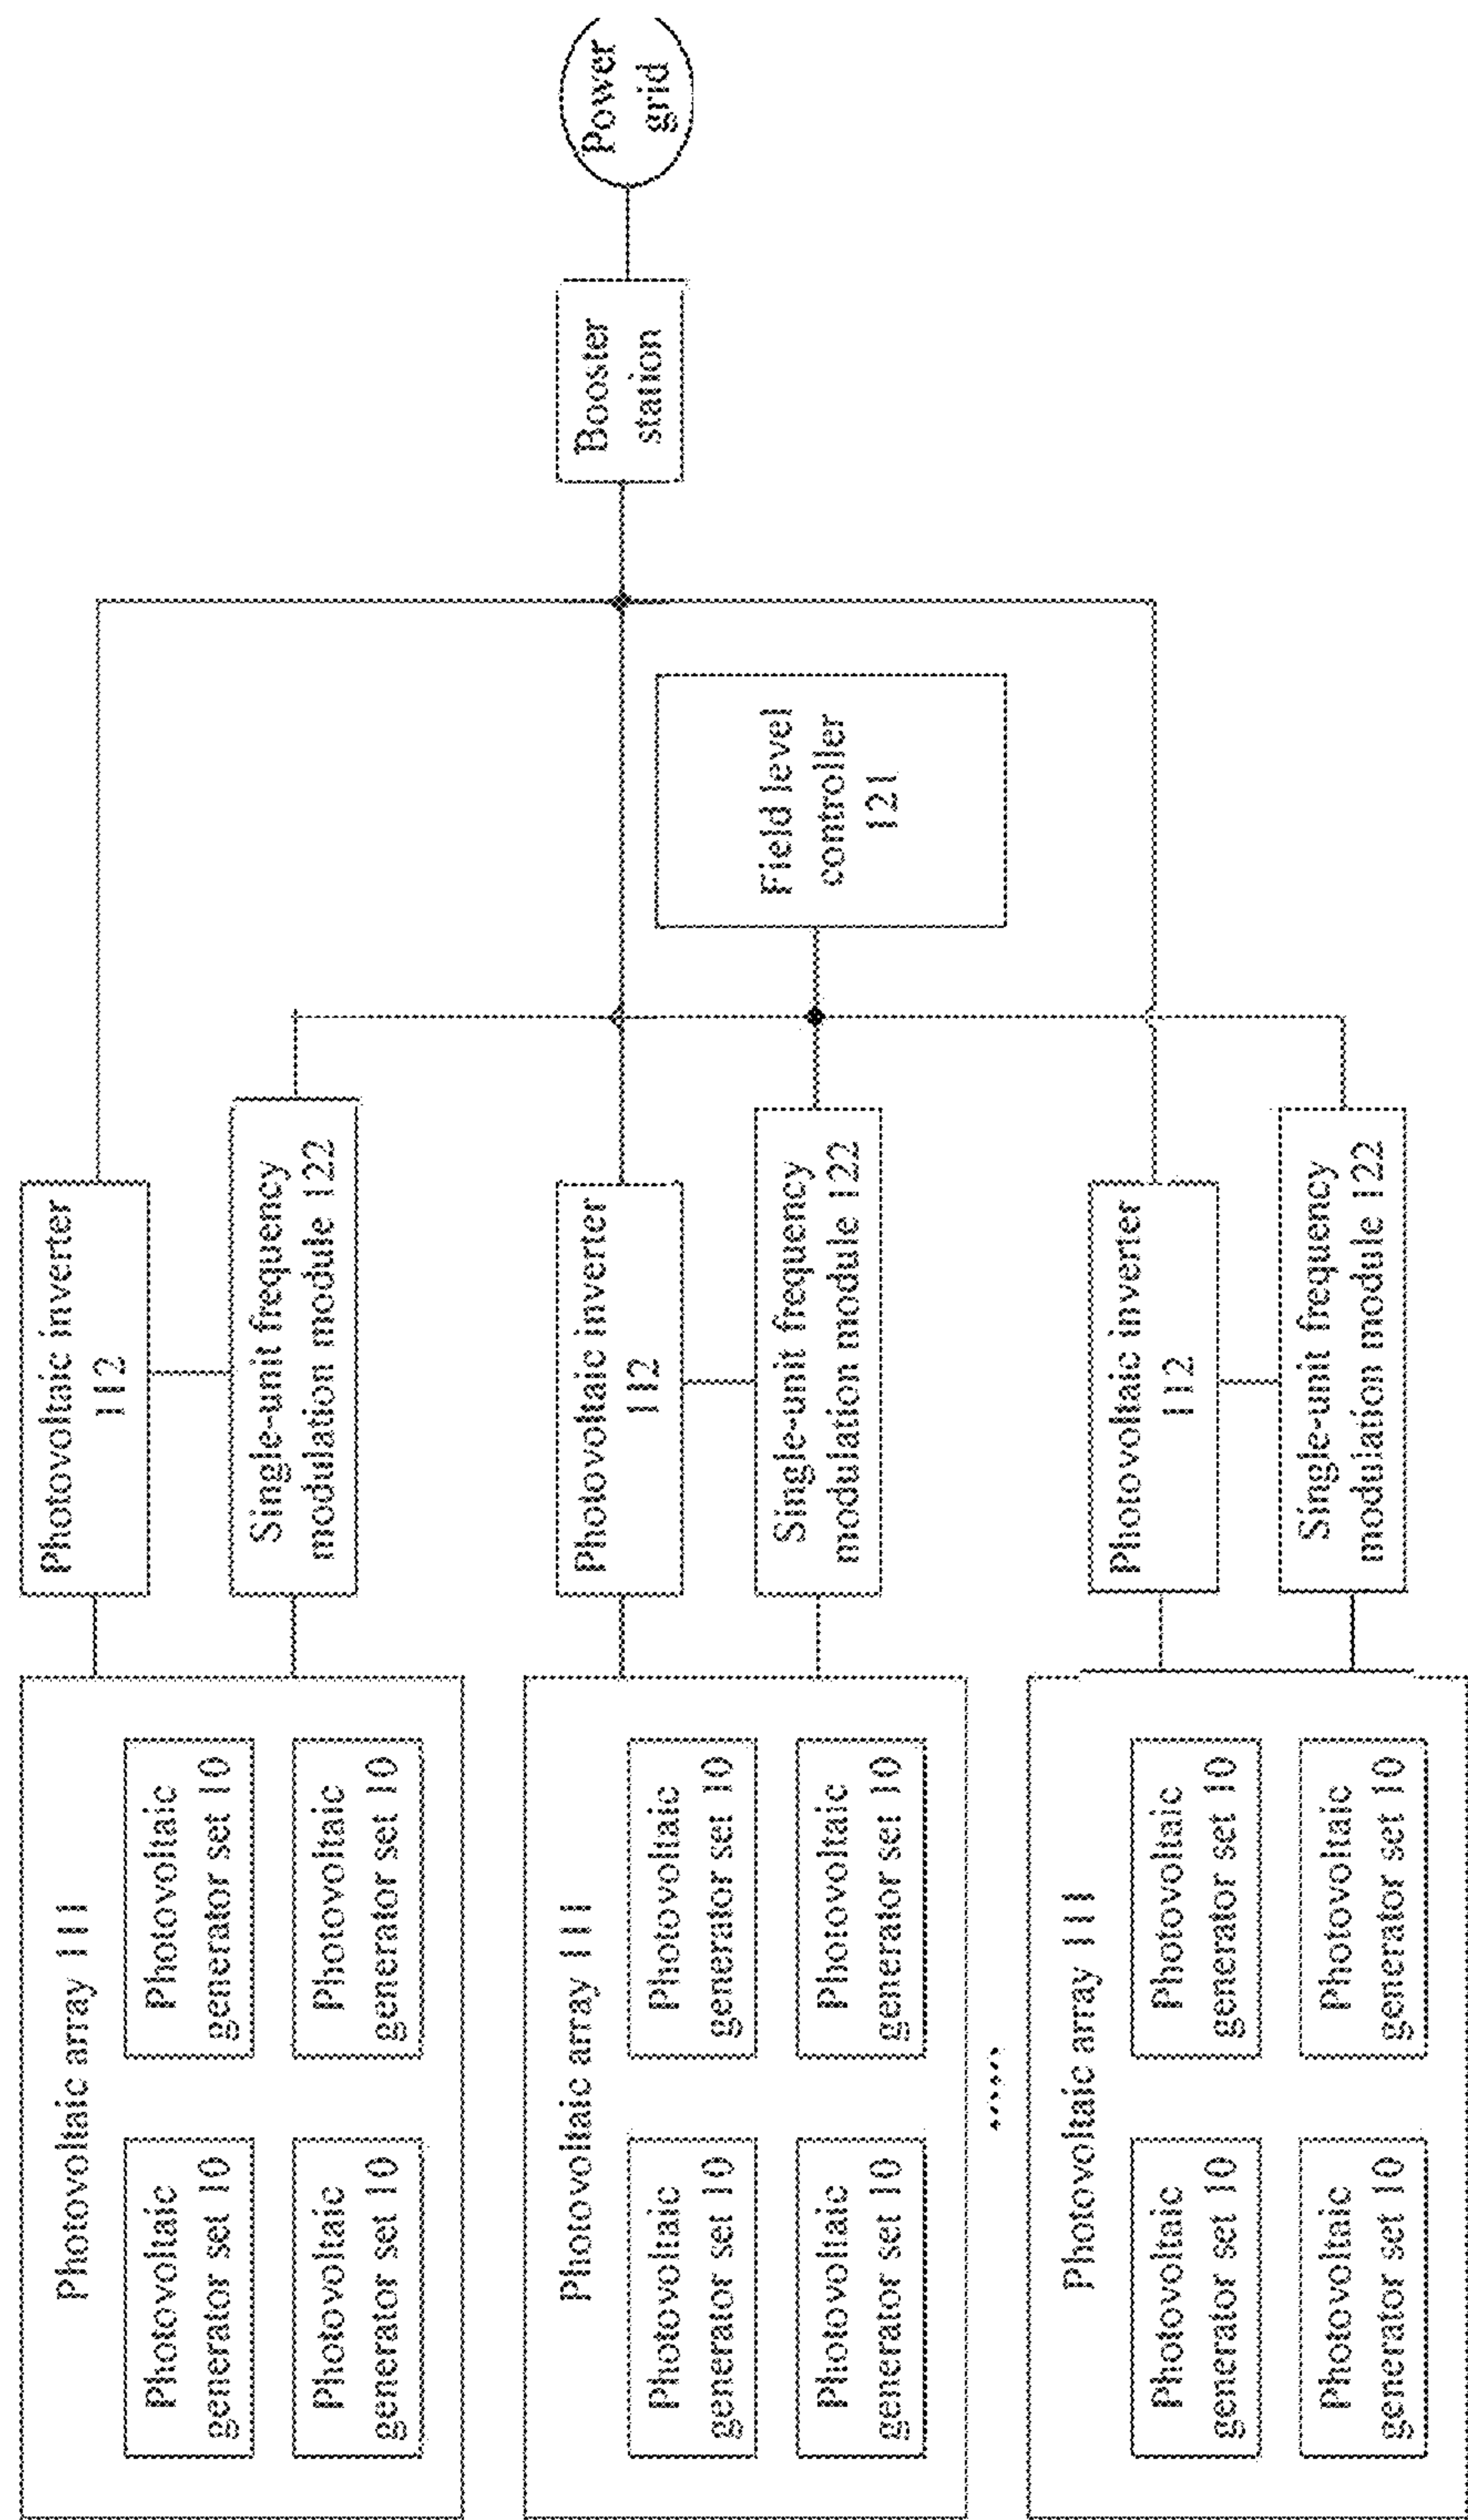 Photovoltaic array 111
Photovoltaic
generator set 10
Photovoltaic
generator set 10
Photovoltaic
generator set 10
Photovoltaic
generator set 10
Photovoltaic inverter
112
Single-unit frequency
modulation module 122
Photovoltaic array 111
Photovoltaic
generator set 10
Photovoltaic
generator set 10
Photovoltaic
generator set 10
Photovoltaic
generator set 10
Photovoltaic inverter
112
Single-unit frequency
modulation module 122
......
Photovoltaic array 111
Photovoltaic
generator set 10
Photovoltaic
generator set 10
Photovoltaic
generator set 10
Photovoltaic
generator set 10
Photovoltaic inverter
112
Single-unit frequency
modulation module 122
Field level
controller
121
Booster
station
Power
grid